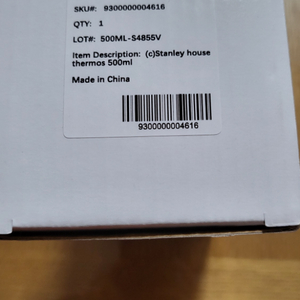 SKU#: 9300000004616
QTY: 1
LOT#: 500ML-S4855V
Item Description: (c)Stanley house
thermos 500ml
Made in China
9300000004616